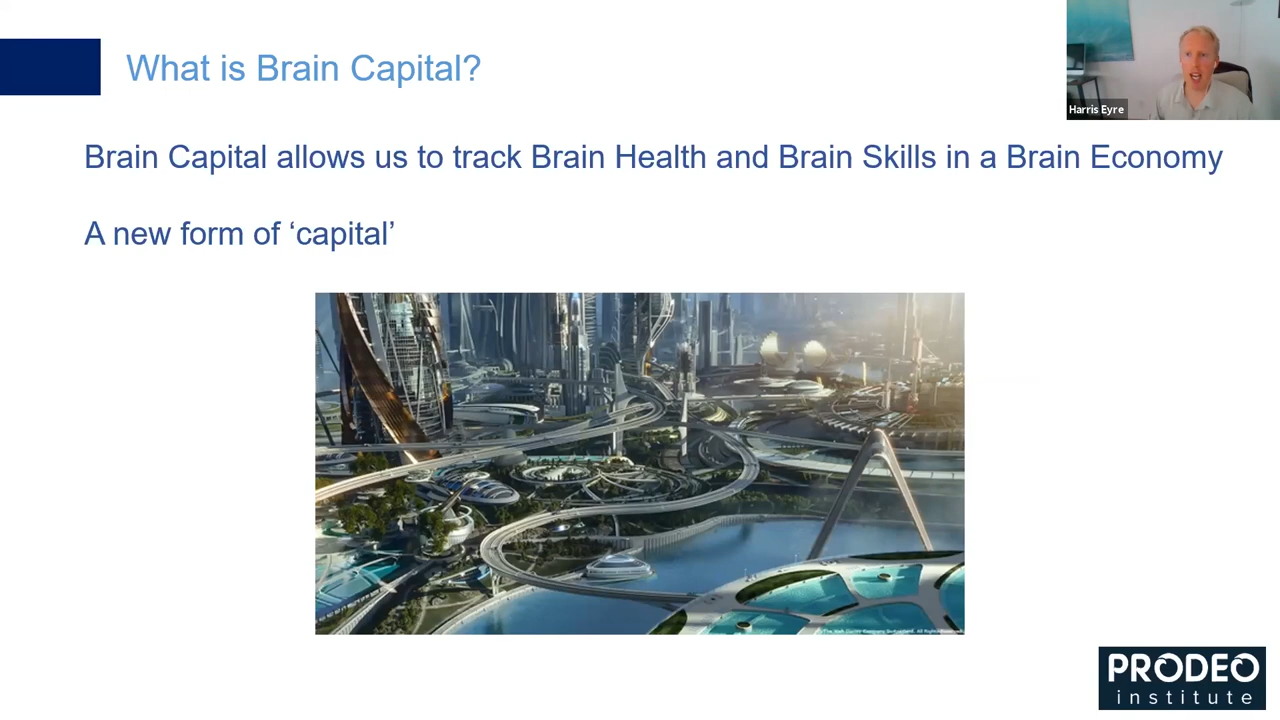 What is Brain Capital?
Harris Eyre
Brain Capital allows us to track Brain Health and Brain Skills in a Brain Economy
A new form of ‘capital’
PRODEO
institute